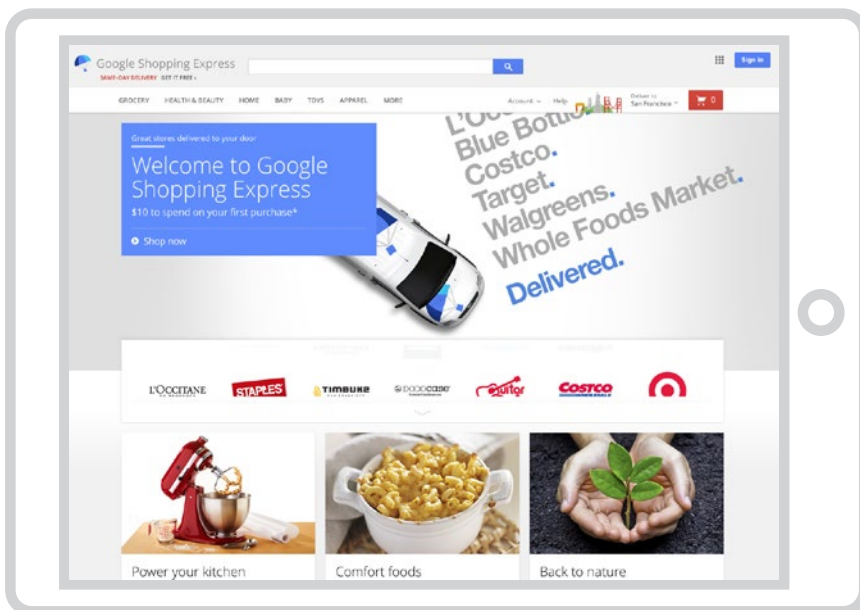 Google Shopping Express
SAME-DAY DELIVERY GET IT FREE ›
Sign in
GROCERY HEALTH & BEAUTY HOME BABY TOYS APPAREL MORE
Account Help
Deliver to
San Francisco
0
Great stores delivered to your door
Welcome to Google
Shopping Express
$10 to spend on your first purchase*
Shop now
Blue Bottle
Costco.
Target.
Walgreens.
Whole Foods Market.
Delivered.
L'OCCITANE
STAPLES
TIMBUK2
DODOcase
Guitar
COSTCO
Power your kitchen
Comfort foods
Back to nature